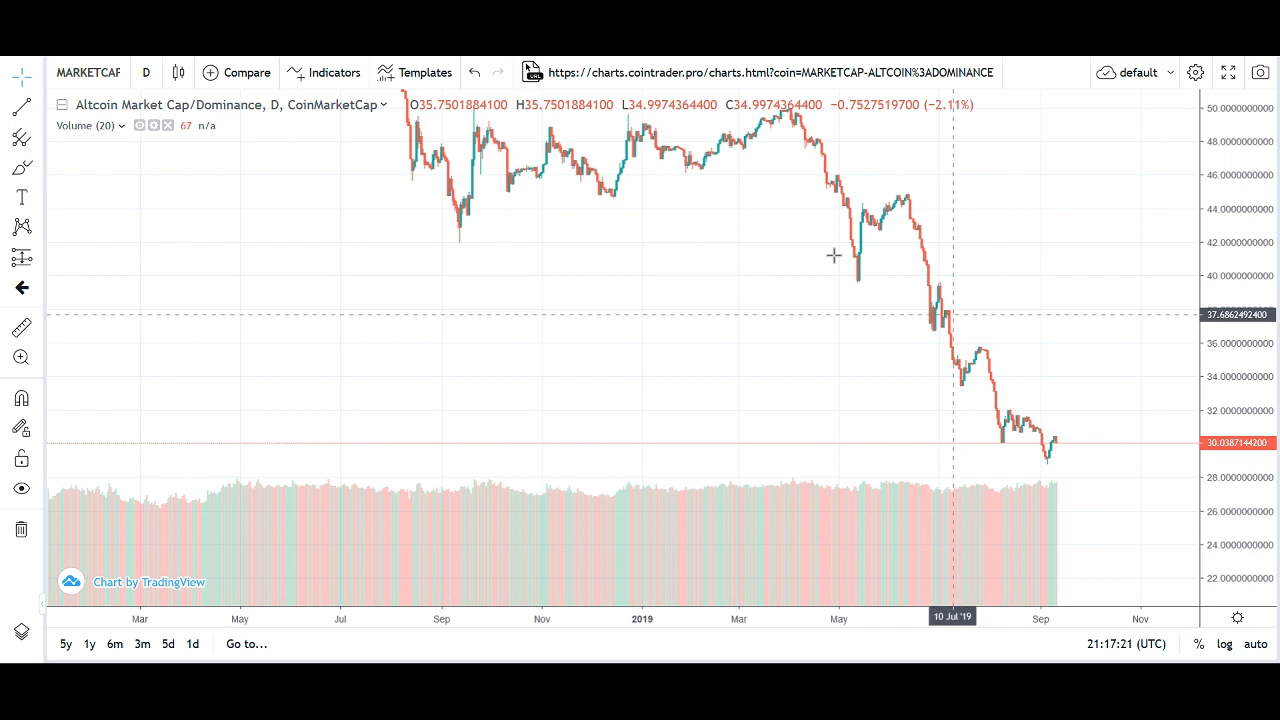 MARKETCAP D Compare Indicators Templates URL https://charts.cointrader.pro/charts.html?coin=MARKETCAP-ALTCOIN%3ADOMINANCE default
Altcoin Market Cap/Dominance, D, CoinMarketCap O35.7501884100 H35.7501884100 L34.9974364400 C34.9974364400 −0.7527519700 (−2.11%)
Volume (20) 67 n/a
50.0000000000
48.0000000000
46.0000000000
44.0000000000
42.0000000000
40.0000000000
37.6862492400
36.0000000000
34.0000000000
32.0000000000
30.0387144200
28.0000000000
26.0000000000
24.0000000000
22.0000000000
Chart by TradingView
Mar May Jul Sep Nov 2019 Mar May 10 Jul '19 Sep Nov
5y 1y 6m 3m 5d 1d Go to... 21:17:21 (UTC) % log auto